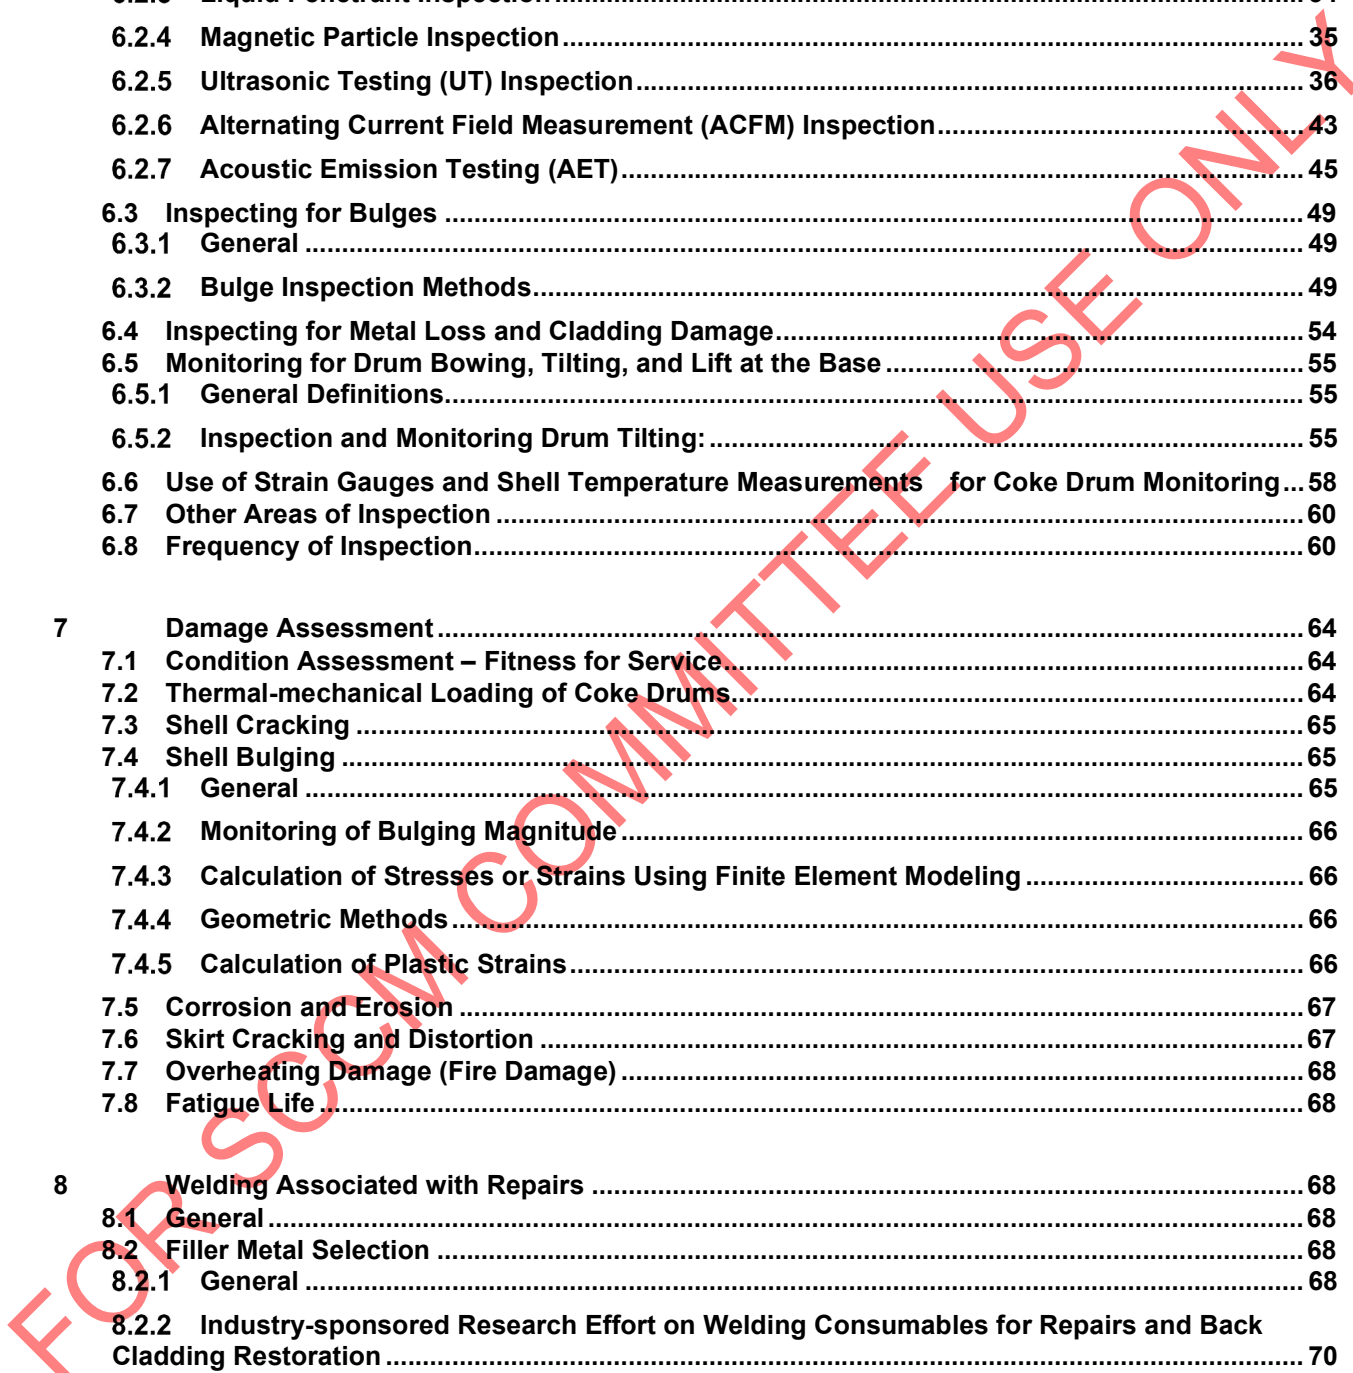 6.2.4 Magnetic Particle Inspection 35
6.2.5 Ultrasonic Testing (UT) Inspection 36
6.2.6 Alternating Current Field Measurement (ACFM) Inspection 43
6.2.7 Acoustic Emission Testing (AET) 45
6.3 Inspecting for Bulges 49
6.3.1 General 49
6.3.2 Bulge Inspection Methods 49
6.4 Inspecting for Metal Loss and Cladding Damage 54
6.5 Monitoring for Drum Bowing, Tilting, and Lift at the Base 55
6.5.1 General Definitions 55
6.5.2 Inspection and Monitoring Drum Tilting: 55
6.6 Use of Strain Gauges and Shell Temperature Measurements for Coke Drum Monitoring 58
6.7 Other Areas of Inspection 60
6.8 Frequency of Inspection 60
7 Damage Assessment 64
7.1 Condition Assessment – Fitness for Service 64
7.2 Thermal-mechanical Loading of Coke Drums 64
7.3 Shell Cracking 65
7.4 Shell Bulging 65
7.4.1 General 65
7.4.2 Monitoring of Bulging Magnitude 66
7.4.3 Calculation of Stresses or Strains Using Finite Element Modeling 66
7.4.4 Geometric Methods 66
7.4.5 Calculation of Plastic Strains 66
7.5 Corrosion and Erosion 67
7.6 Skirt Cracking and Distortion 67
7.7 Overheating Damage (Fire Damage) 68
7.8 Fatigue Life 68
8 Welding Associated with Repairs 68
8.1 General 68
8.2 Filler Metal Selection 68
8.2.1 General 68
8.2.2 Industry-sponsored Research Effort on Welding Consumables for Repairs and Back
Cladding Restoration 70
FOR SCCM COMMITTEE USE ONLY